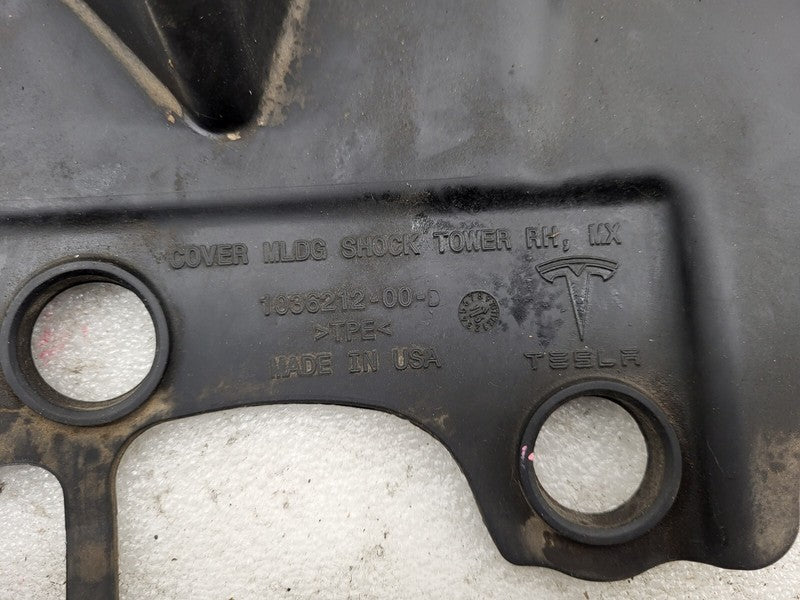 COVER MLDG SHOCK TOWER RH, MX
1036212-00-D
>TPE<
MADE IN USA
TESLA